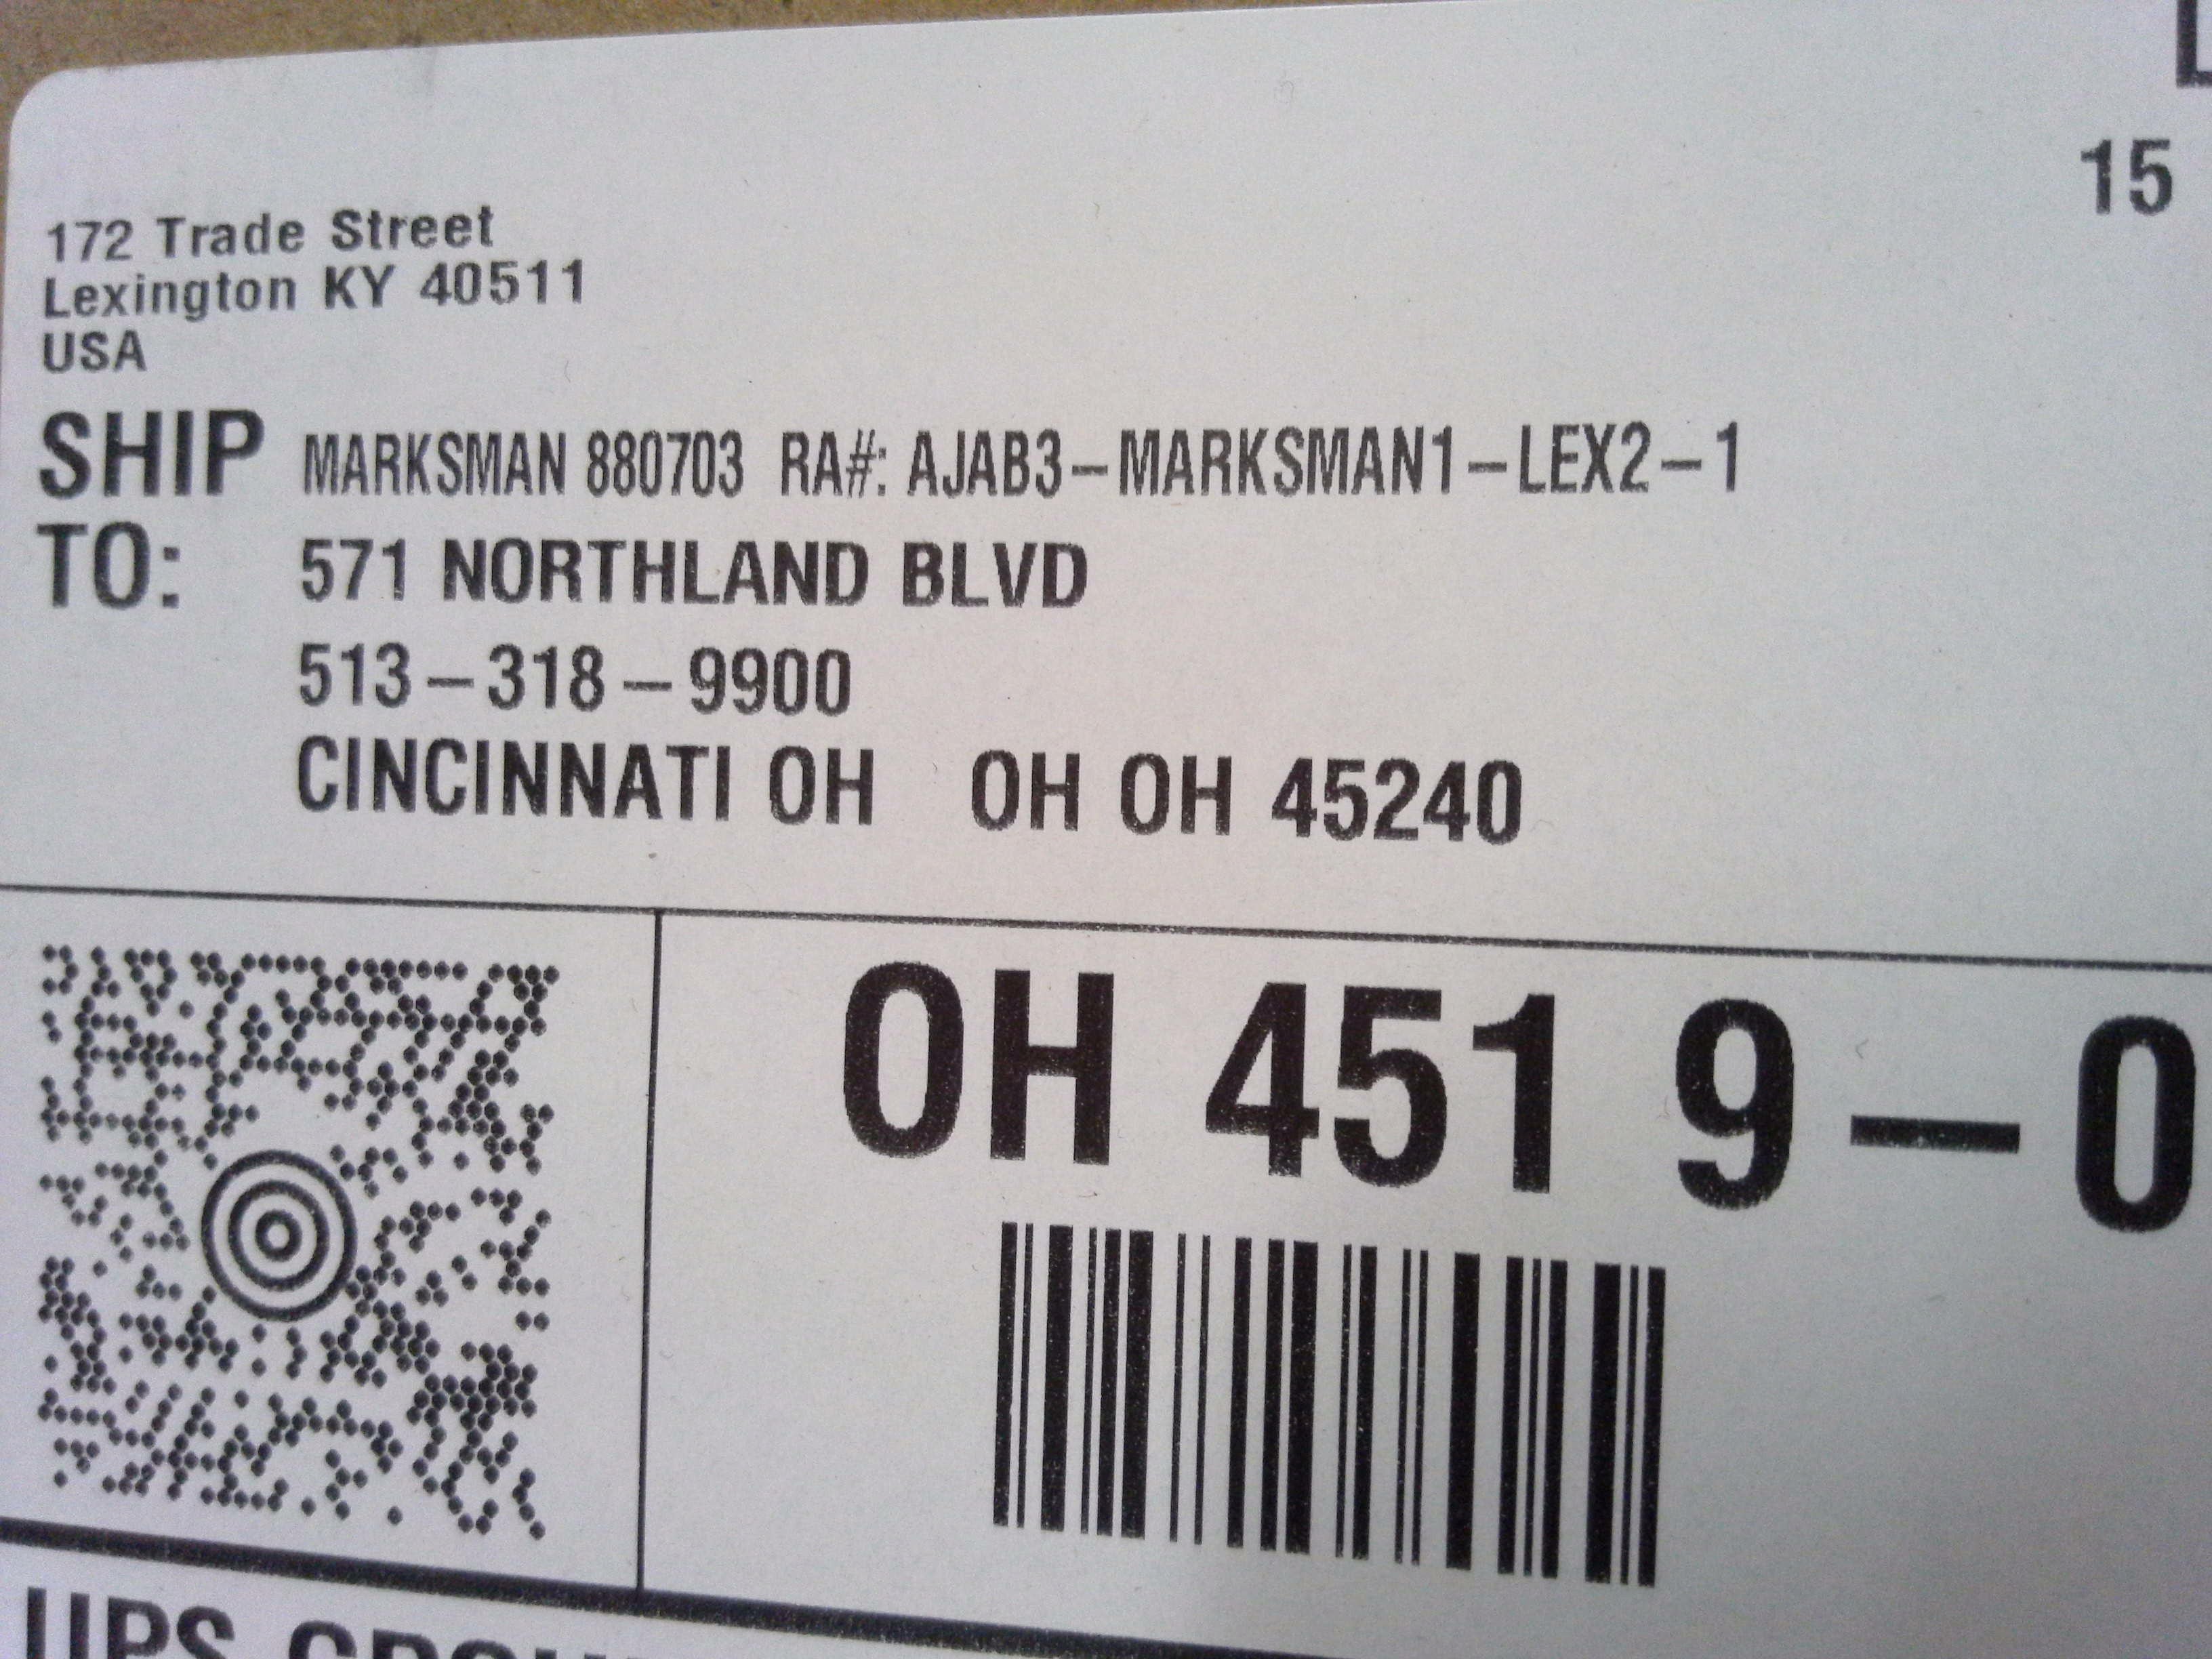 15
172 Trade Street
Lexington KY 40511
USA
SHIP TO: MARKSMAN 880703 RA#: AJAB3-MARKSMAN1-LEX2-1
571 NORTHLAND BLVD
513-318-9900
CINCINNATI OH OH OH 45240
OH 451 9-0
UPS